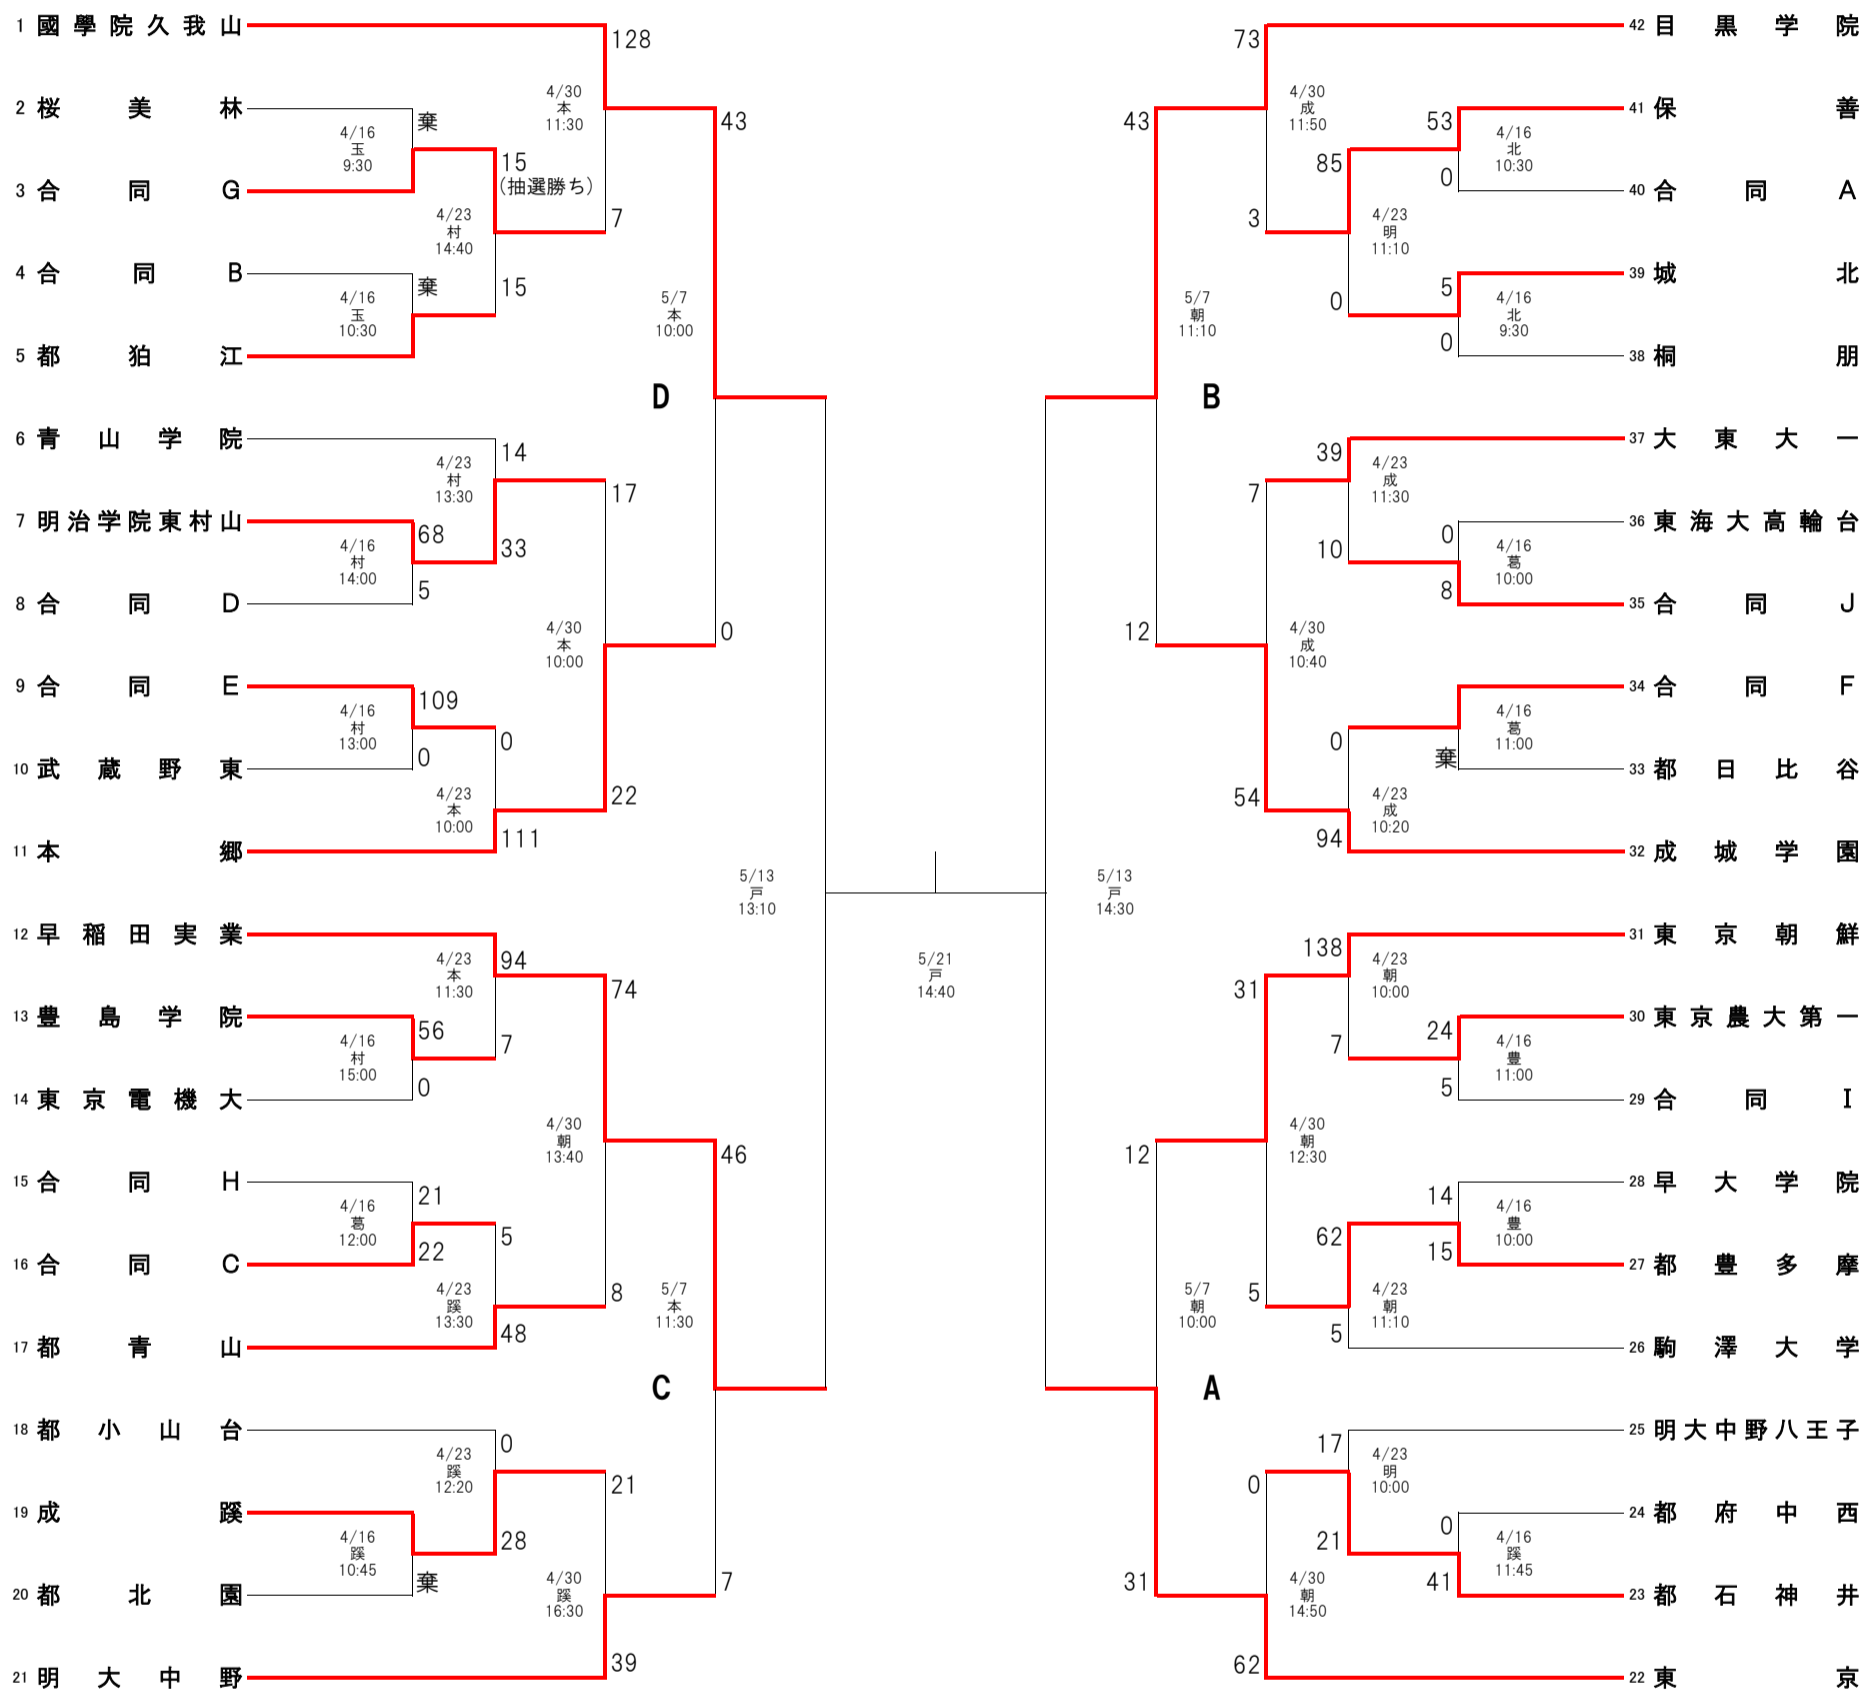 1 國學院久我山
128
4/30
本
11:30
2 桜美林
棄
4/16
玉
9:30
15
(抽選勝ち)
3 合同G
43
4/23
村
14:40
7
4 合同B
棄
4/16
玉
10:30
15
5 都狛江
5/7
本
10:00
D
6 青山学院
14
4/23
村
13:30
17
7 明治学院東村山
68
4/16
村
14:00
33
5
8 合同D
4/30
本
10:00
0
9 合同E
109
4/16
村
13:00
0
0
10 武蔵野東
4/23
本
10:00
22
111
11 本郷
5/13
戸
13:10
12 早稲田実業
94
4/23
本
11:30
74
13 豊島学院
56
4/16
村
15:00
7
0
14 東京電機大
4/30
朝
13:40
46
15 合同H
21
4/16
葛
12:00
5
22
16 合同C
4/23
蹊
13:30
8
48
17 都青山
5/7
本
11:30
C
18 都小山台
0
4/23
蹊
12:20
21
19 成蹊
28
4/16
蹊
10:45
棄
20 都北園
4/30
蹊
16:30
7
39
21 明大中野
5/21
戸
14:40
73
42 目黒学院
4/30
成
11:50
43
53
41 保善
4/16
北
10:30
85
0
40 合同A
3
4/23
明
11:10
39 城北
5
0
4/16
北
9:30
0
38 桐朋
5/7
朝
11:10
B
39
37 大東大一
4/23
成
11:30
7
0
36 東海大高輪台
10
4/16
葛
10:00
8
35 合同J
12
4/30
成
10:40
34 合同F
4/16
葛
11:00
0
棄
33 都日比谷
54
4/23
成
10:20
94
32 成城学園
5/13
戸
14:30
138
31 東京朝鮮
4/23
朝
10:00
31
24
30 東京農大第一
7
4/16
豊
11:00
5
29 合同I
12
4/30
朝
12:30
14
28 早大学院
4/16
豊
10:00
62
15
27 都豊多摩
5
4/23
朝
11:10
5
26 駒澤大学
5/7
朝
10:00
A
17
25 明大中野八王子
4/23
明
10:00
0
0
24 都府中西
21
4/16
蹊
11:45
41
23 都石神井
31
4/30
朝
14:50
62
22 東京